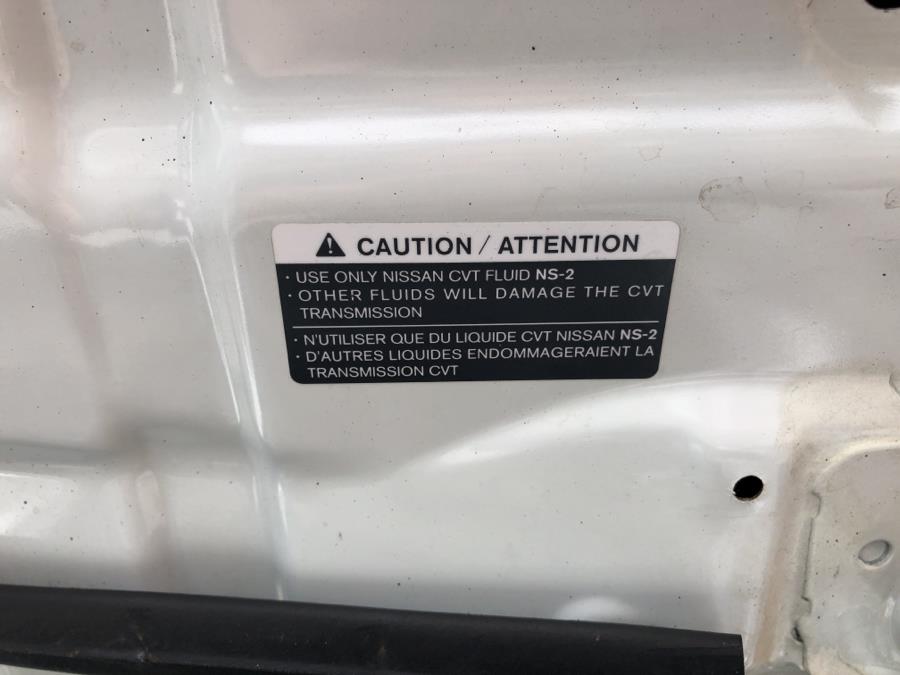 CAUTION / ATTENTION
· USE ONLY NISSAN CVT FLUID NS-2
· OTHER FLUIDS WILL DAMAGE THE CVT
TRANSMISSION
· N'UTILISER QUE DU LIQUIDE CVT NISSAN NS-2
· D'AUTRES LIQUIDES ENDOMMAGERAIENT LA
TRANSMISSION CVT